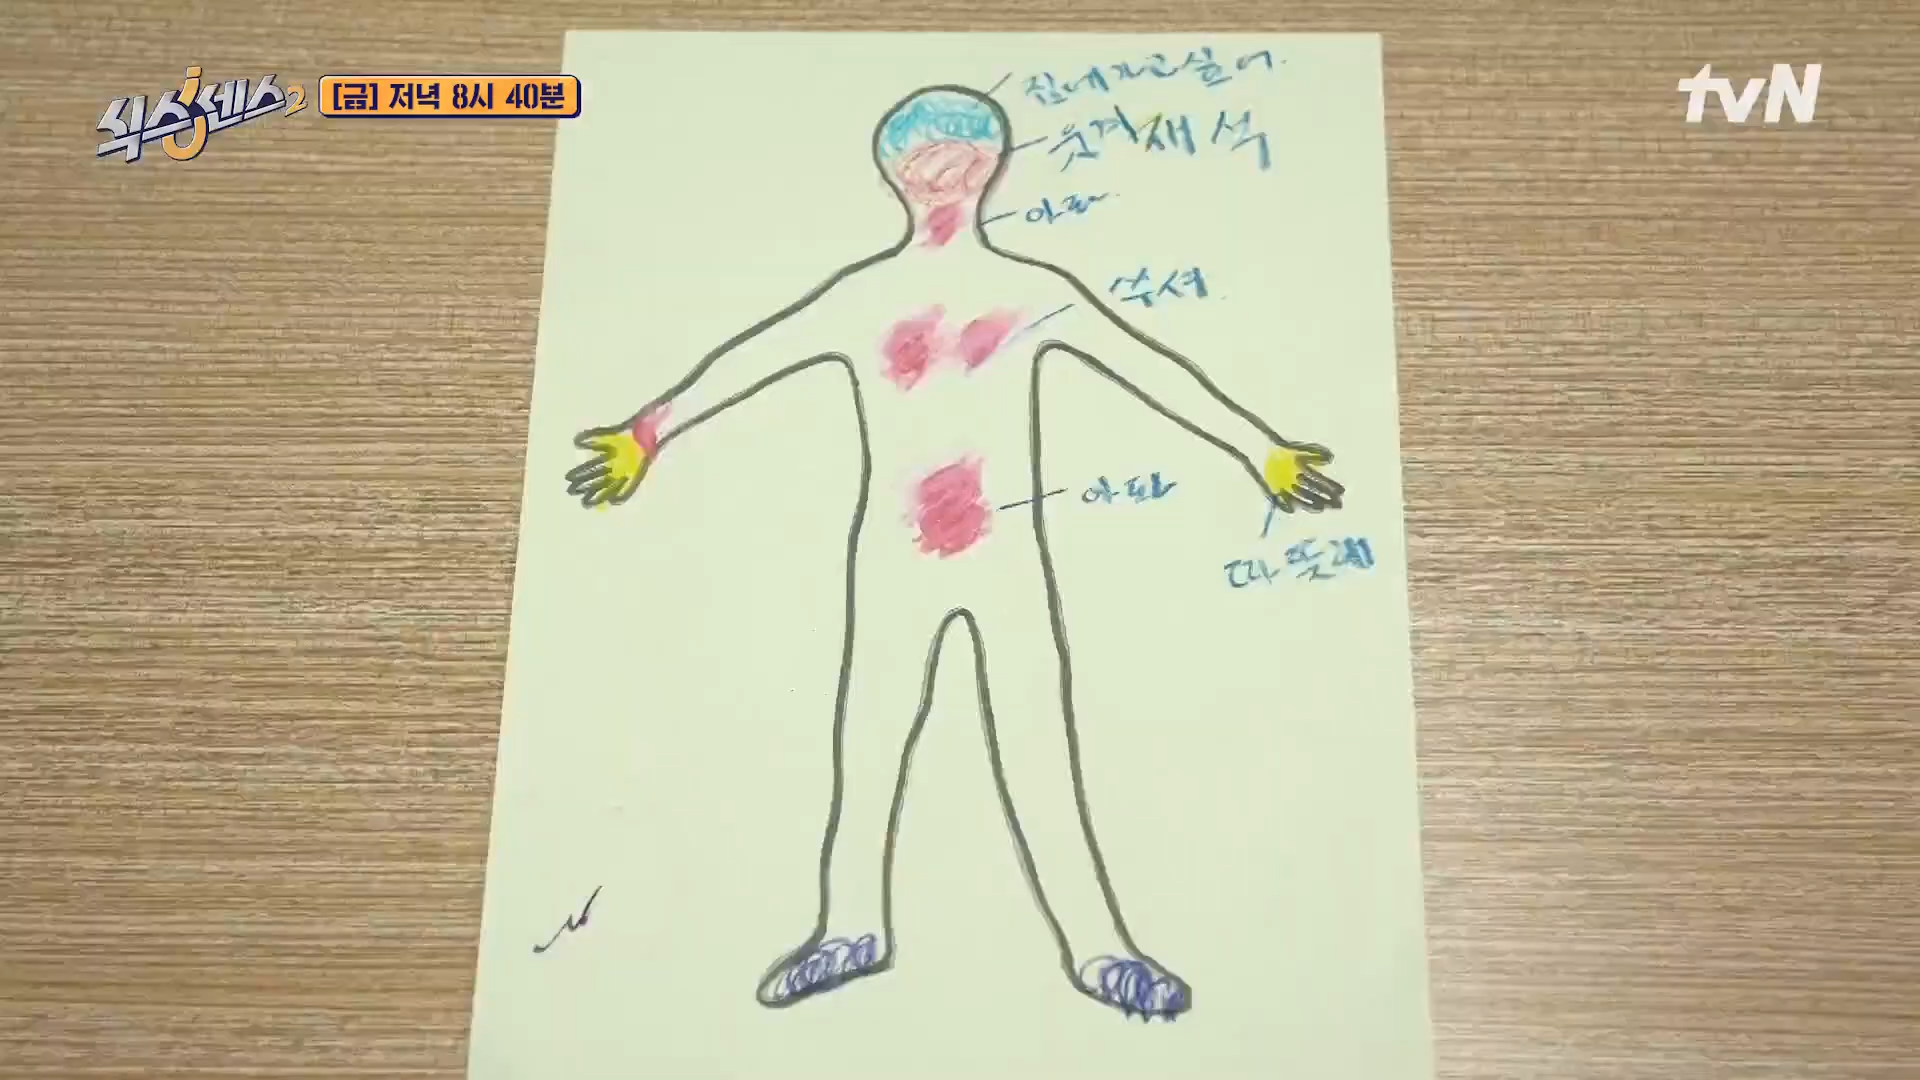 식스센스2
[금] 저녁 8시 40분
tvN
집에가고싶어.
웃겨재석
아파
쑤셔.
아파
따뜻해